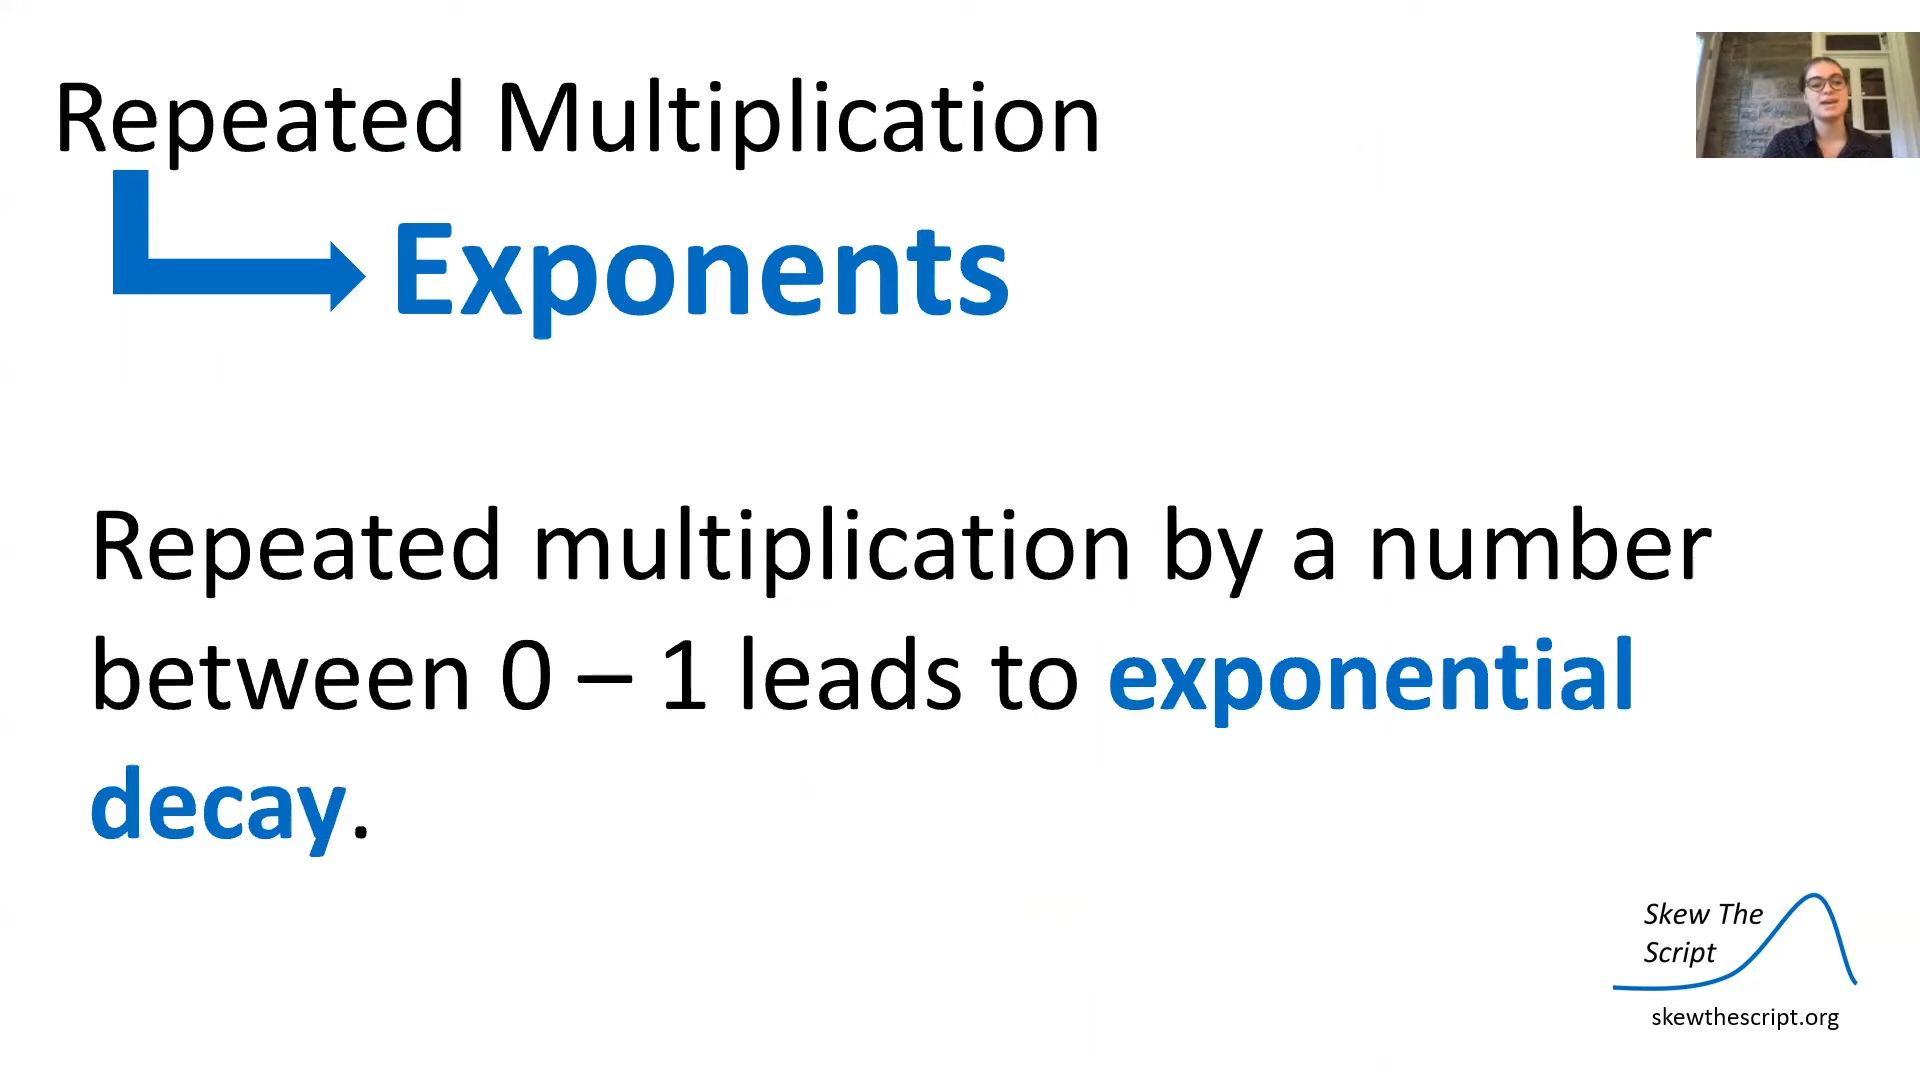 Repeated Multiplication
Exponents
Repeated multiplication by a number
between 0 – 1 leads to exponential
decay.
Skew The
Script
skewthescript.org